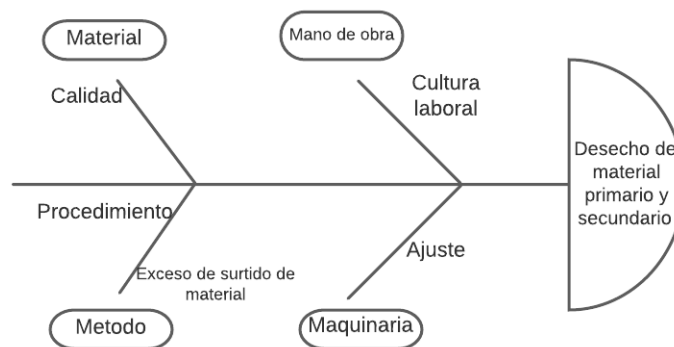 Material
Mano de obra
Calidad
Cultura
laboral
Desecho de
material
primario y
secundario
Procedimiento
Ajuste
Exceso de surtido de
material
Metodo
Maquinaria